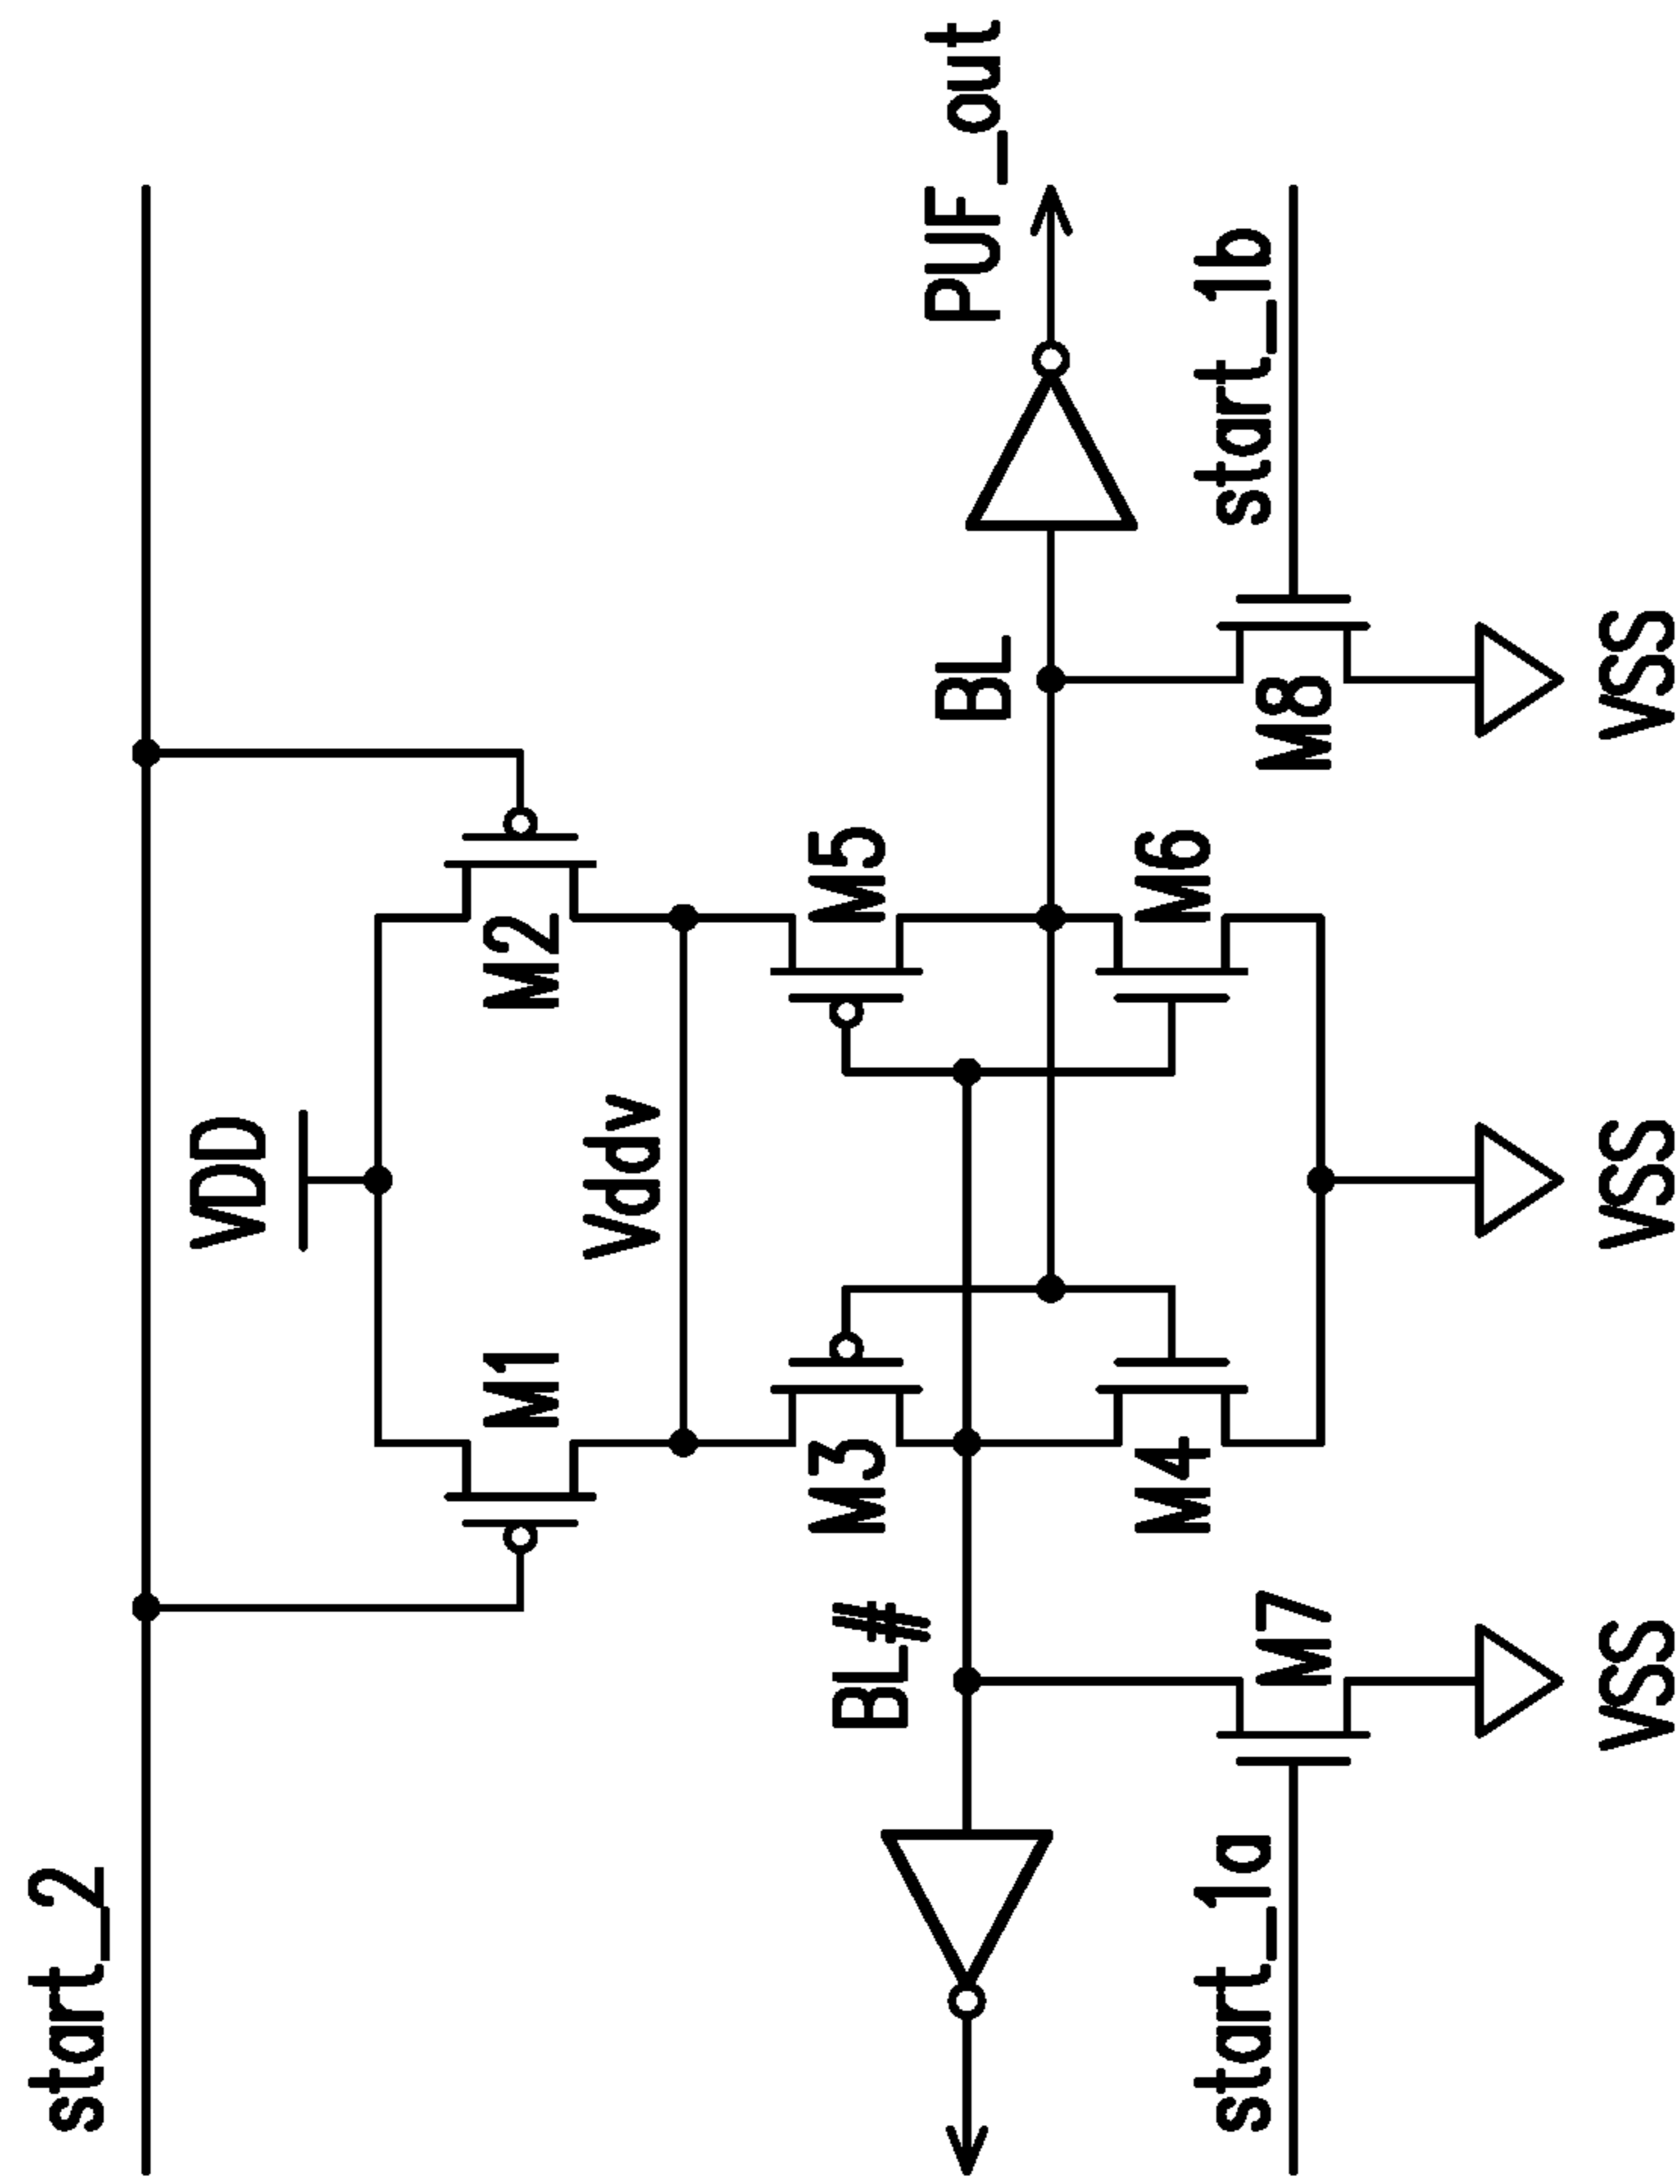 start_2
VDD
M1
M2
Vddv
M3
M5
BL#
BL
PUF_out
M4
M6
start_1a
M7
M8
start_1b
VSS
VSS
VSS